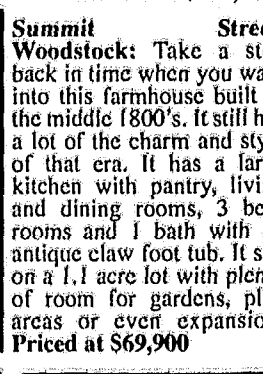 Summit Stree
Woodstock: Take a st
back in time when you wa
into this farmhouse built
the middle 1800's. It still h
a lot of the charm and sty
of that era. It has a lar
kitchen with pantry, livi
and dining rooms, 3 be
rooms and 1 bath with
antique claw foot tub. It s
on a 1.1 acre lot with plen
of room for gardens, pl
areas or even expansio
Priced at $69,900